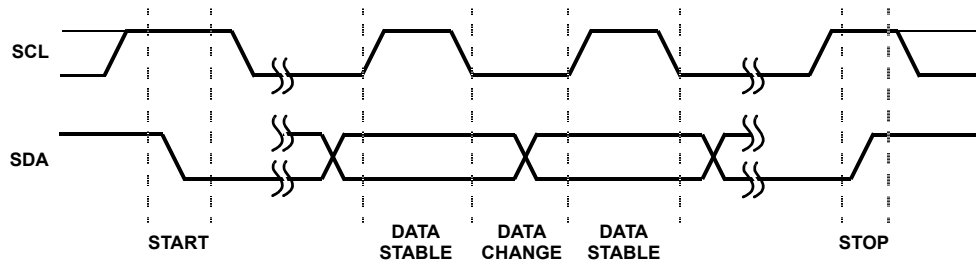 SCL
SDA
START
DATA STABLE
DATA CHANGE
DATA STABLE
STOP